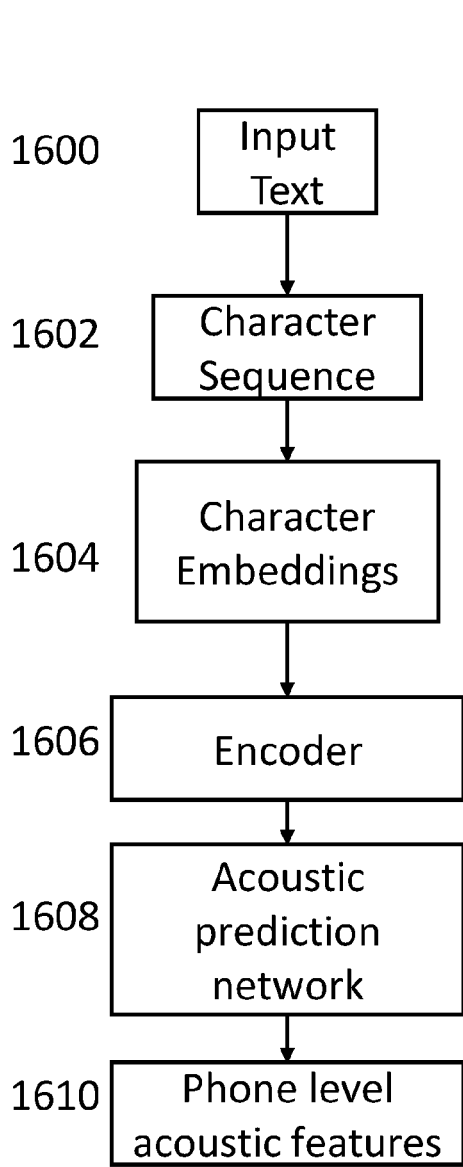 1600
Input
Text
1602
Character
Sequence
1604
Character
Embeddings
1606
Encoder
1608
Acoustic
prediction
network
1610
Phone level
acoustic features